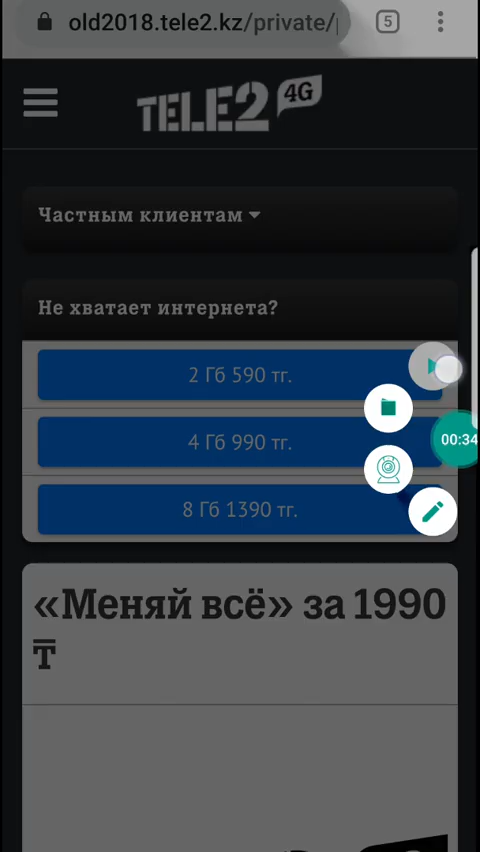 old2018.tele2.kz/private/p
5
TELE2 4G
Частным клиентам
Не хватает интернета?
2 Гб 590 тг.
4 Гб 990 тг.
00:34
8 Гб 1390 тг.
«Меняй всё» за 1990
₸